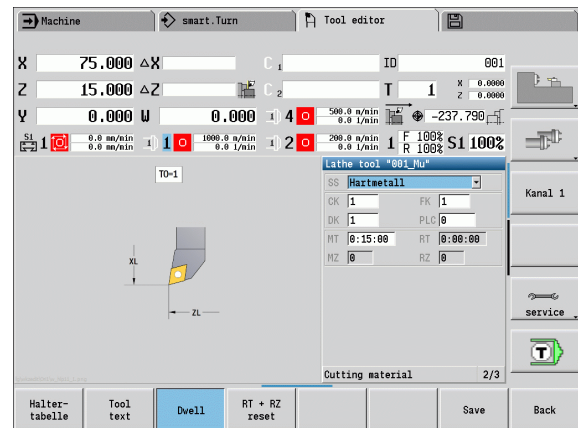 Machine smart.Turn Tool editor
X 75.000 △X C 1 ID 001
Z 15.000 △Z C 2 T 1 X 0.0000 Z 0.0000
Y 0.000 W 0.000 4 500.0 m/min 0.0 1/min -237.790
S1 1 0.0 mm/min 0.0 mm/min 1 1000.0 m/min 0.0 1/min 2 200.0 m/min 0.0 1/min 1 F 100% R 100% S1 100%
TO=1
XL
ZL
Lathe tool "001_Mu"
SS Hartmetall
CK 1 FK 1
DK 1 PLC 0
MT 0:15:00 RT 0:00:00
MZ 0 RZ 0
Cutting material 2/3
Kanal 1
service
T
Halter-tabelle
Tool text
Dwell
RT + RZ reset
Save
Back